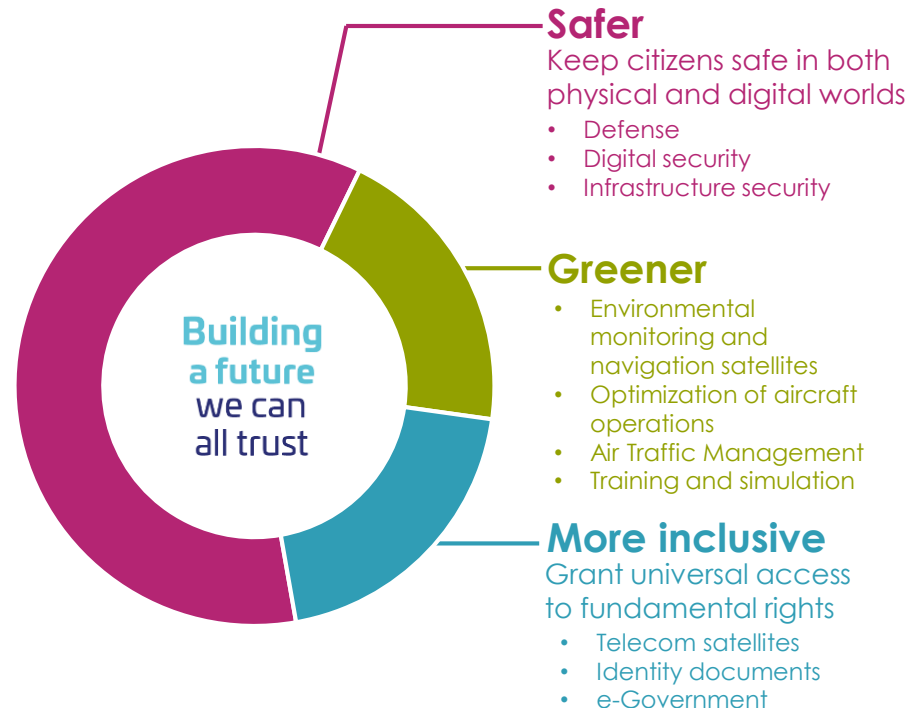 Safer
Keep citizens safe in both
physical and digital worlds
• Defense
• Digital security
• Infrastructure security
Greener
• Environmental
monitoring and
navigation satellites
• Optimization of aircraft
operations
• Air Traffic Management
• Training and simulation
Building
a future
we can
all trust
More inclusive
Grant universal access
to fundamental rights
• Telecom satellites
• Identity documents
• e-Government